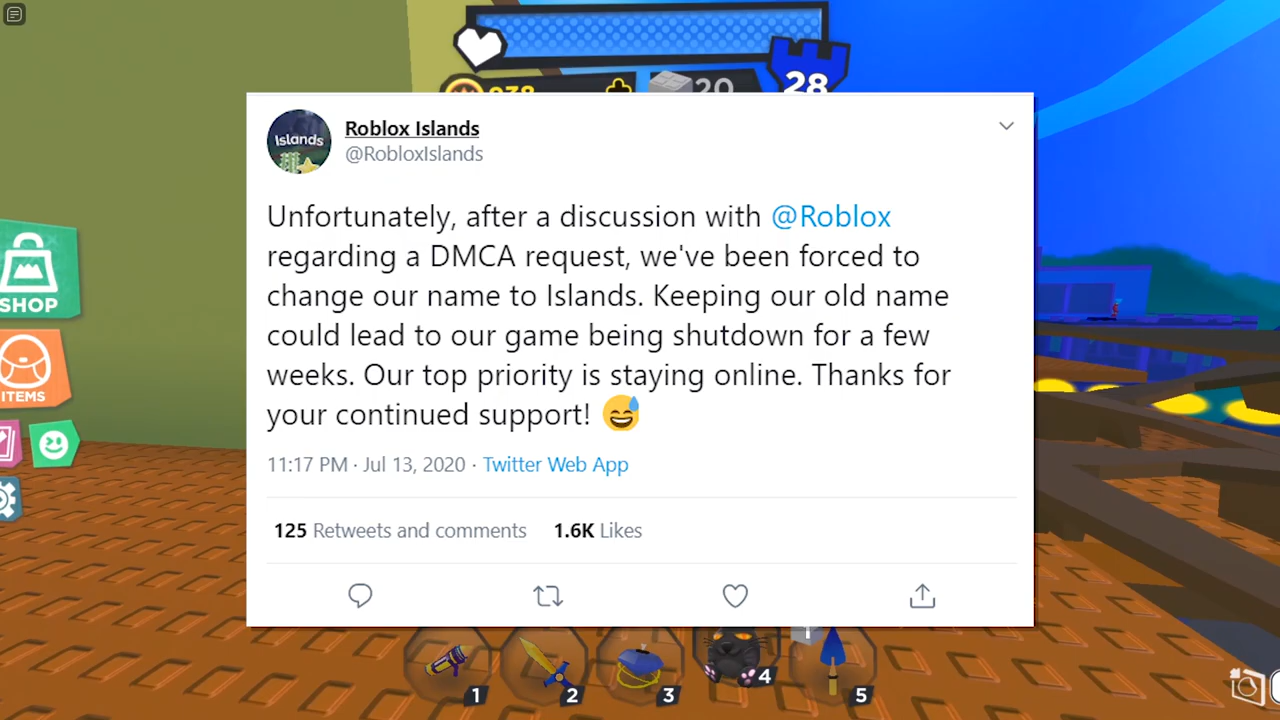 838
20
28
Islands
Roblox Islands
@RobloxIslands
Unfortunately, after a discussion with @Roblox
regarding a DMCA request, we've been forced to
change our name to Islands. Keeping our old name
could lead to our game being shutdown for a few
weeks. Our top priority is staying online. Thanks for
your continued support! 😅
11:17 PM · Jul 13, 2020 · Twitter Web App
125 Retweets and comments 1.6K Likes
SHOP
ITEMS
1
2
3
4
5